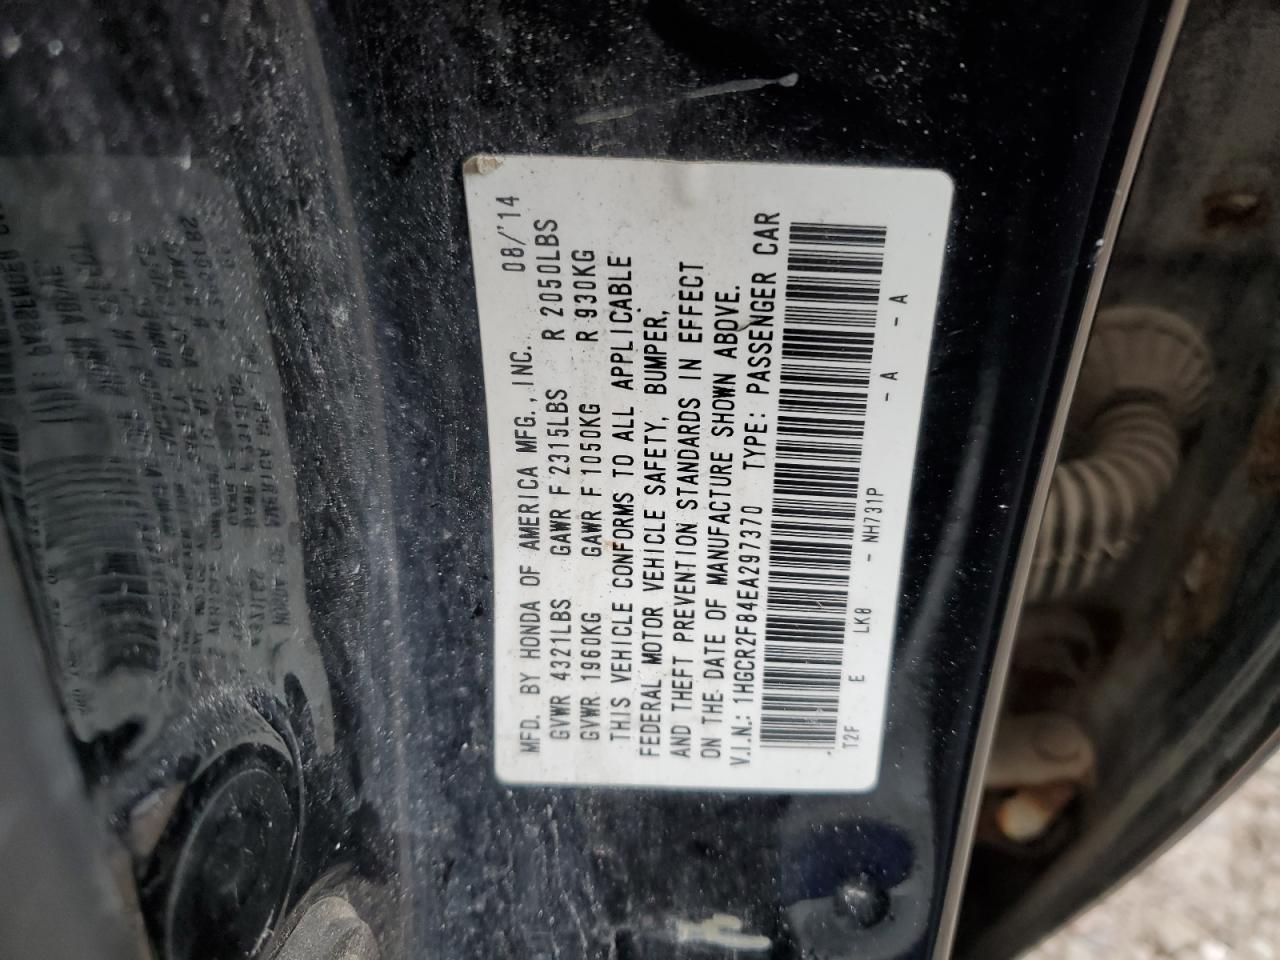 MFD. BY HONDA OF AMERICA MFG., INC. 08/'14
GVWR 4321LBS GAWR F 2315LBS R 2050LBS
GVWR 1960KG GAWR F 1050KG R 930KG
THIS VEHICLE CONFORMS TO ALL APPLICABLE
FEDERAL MOTOR VEHICLE SAFETY, BUMPER,
AND THEFT PREVENTION STANDARDS IN EFFECT
ON THE DATE OF MANUFACTURE SHOWN ABOVE.
V.I.N.: 1HGCR2F84EA297370 TYPE: PASSENGER CAR
T2F E LK0 - NH731P - A - A